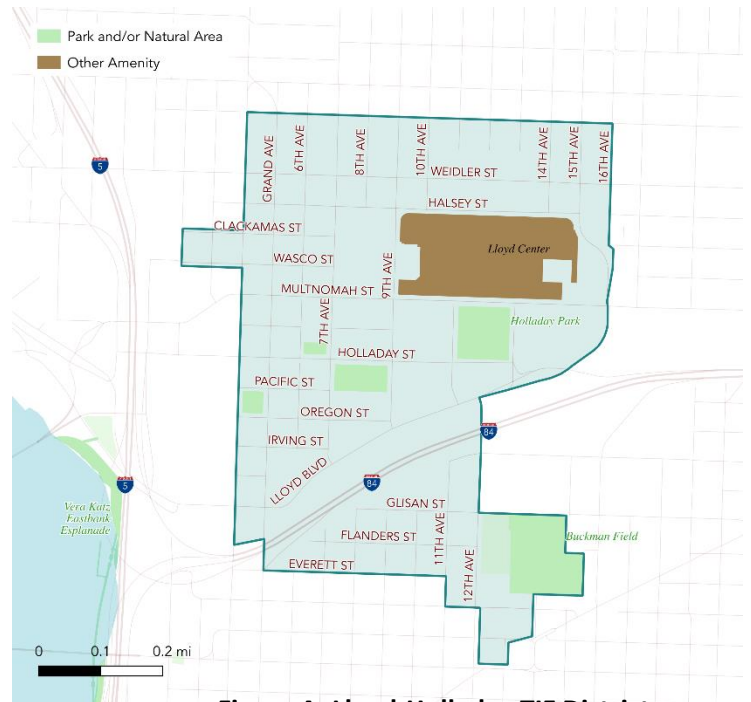 Park and/or Natural Area
Other Amenity
5
GRAND AVE
6TH AVE
8TH AVE
10TH AVE
14TH AVE
15TH AVE
16TH AVE
WEIDLER ST
HALSEY ST
CLACKAMAS ST
Lloyd Center
WASCO ST
9TH AVE
MULTNOMAH ST
7TH AVE
Holladay Park
HOLLADAY ST
PACIFIC ST
OREGON ST
IRVING ST
84
LLOYD BLVD
84
5
Vera Katz
Eastbank
Esplanade
GLISAN ST
11TH AVE
FLANDERS ST
Buckman Field
12TH AVE
EVERETT ST
0 0.1 0.2 mi